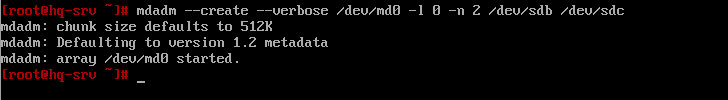 [root@hq-srv ~]# mdadm --create --verbose /dev/md0 -l 0 -n 2 /dev/sdb /dev/sdc
mdadm: chunk size defaults to 512K
mdadm: Defaulting to version 1.2 metadata
mdadm: array /dev/md0 started.
[root@hq-srv ~]# _